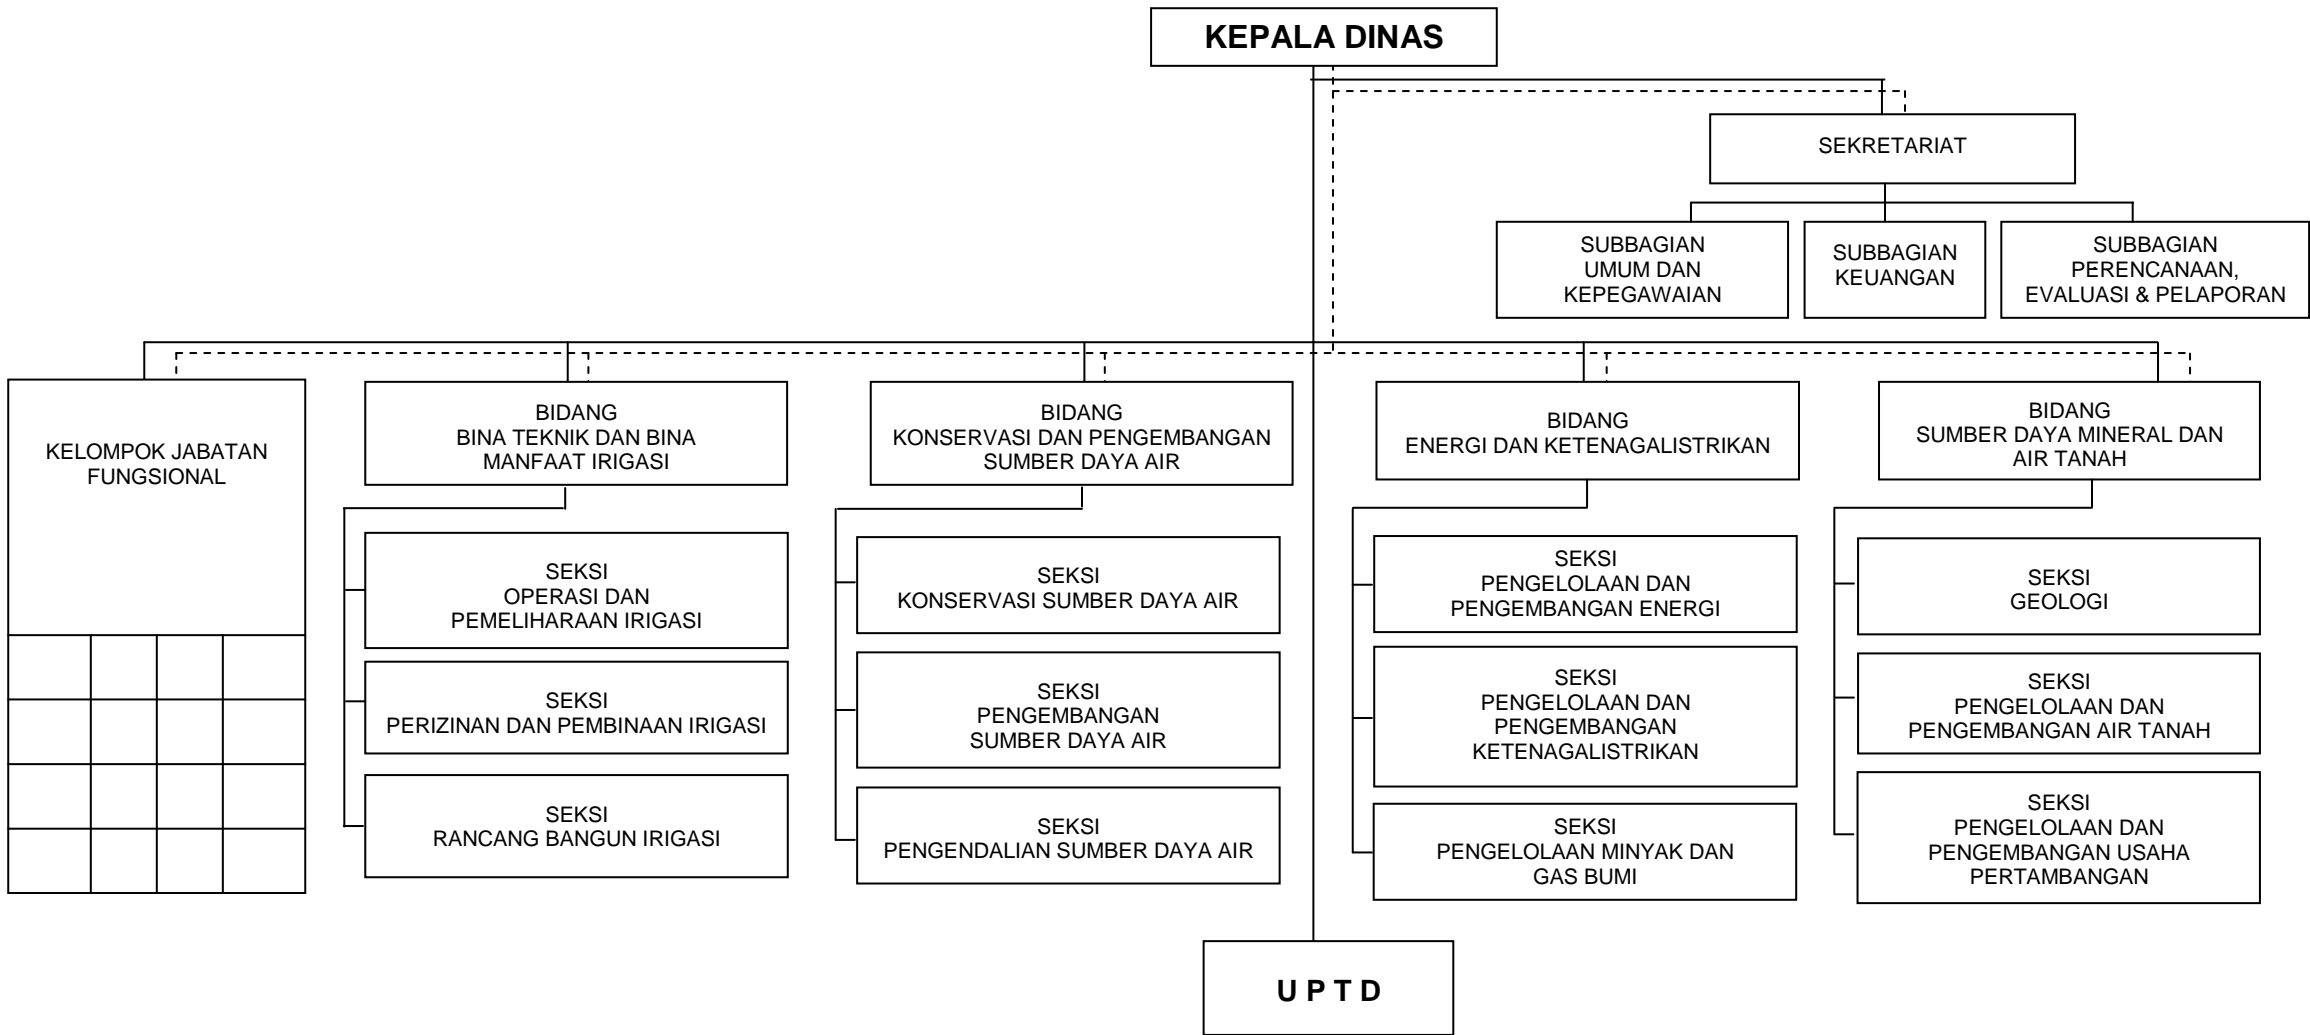 KEPALA DINAS
SEKRETARIAT
SUBBAGIAN
UMUM DAN
KEPEGAWAIAN
SUBBAGIAN
KEUANGAN
SUBBAGIAN
PERENCANAAN,
EVALUASI & PELAPORAN
KELOMPOK JABATAN
FUNGSIONAL
BIDANG
BINA TEKNIK DAN BINA
MANFAAT IRIGASI
SEKSI
OPERASI DAN
PEMELIHARAAN IRIGASI
SEKSI
PERIZINAN DAN PEMBINAAN IRIGASI
SEKSI
RANCANG BANGUN IRIGASI
BIDANG
KONSERVASI DAN PENGEMBANGAN
SUMBER DAYA AIR
SEKSI
KONSERVASI SUMBER DAYA AIR
SEKSI
PENGEMBANGAN
SUMBER DAYA AIR
SEKSI
PENGENDALIAN SUMBER DAYA AIR
BIDANG
ENERGI DAN KETENAGALISTRIKAN
SEKSI
PENGELOLAAN DAN
PENGEMBANGAN ENERGI
SEKSI
PENGELOLAAN DAN
PENGEMBANGAN
KETENAGALISTRIKAN
SEKSI
PENGELOLAAN MINYAK DAN
GAS BUMI
BIDANG
SUMBER DAYA MINERAL DAN
AIR TANAH
SEKSI
GEOLOGI
SEKSI
PENGELOLAAN DAN
PENGEMBANGAN AIR TANAH
SEKSI
PENGELOLAAN DAN
PENGEMBANGAN USAHA
PERTAMBANGAN
U P T D